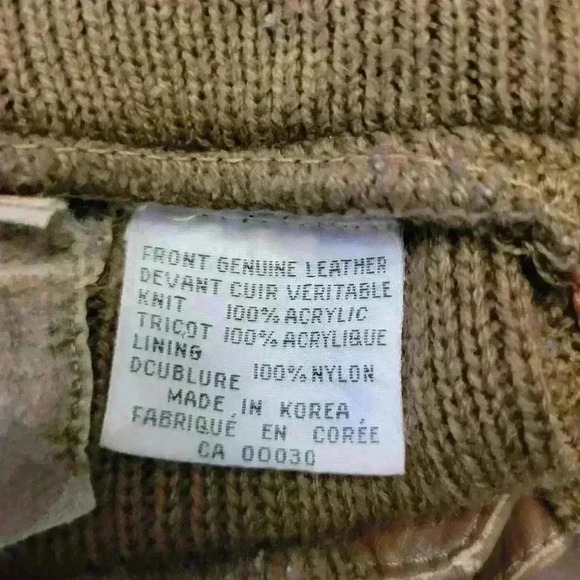 FRONT GENUINE LEATHER
DEVANT CUIR VÉRITABLE
KNIT 100% ACRYLIC
TRICOT 100% ACRYLIQUE
LINING
DCUBLURE 100% NYLON
MADE IN KOREA
FABRIQUÉ EN CORÉE
CA 00030